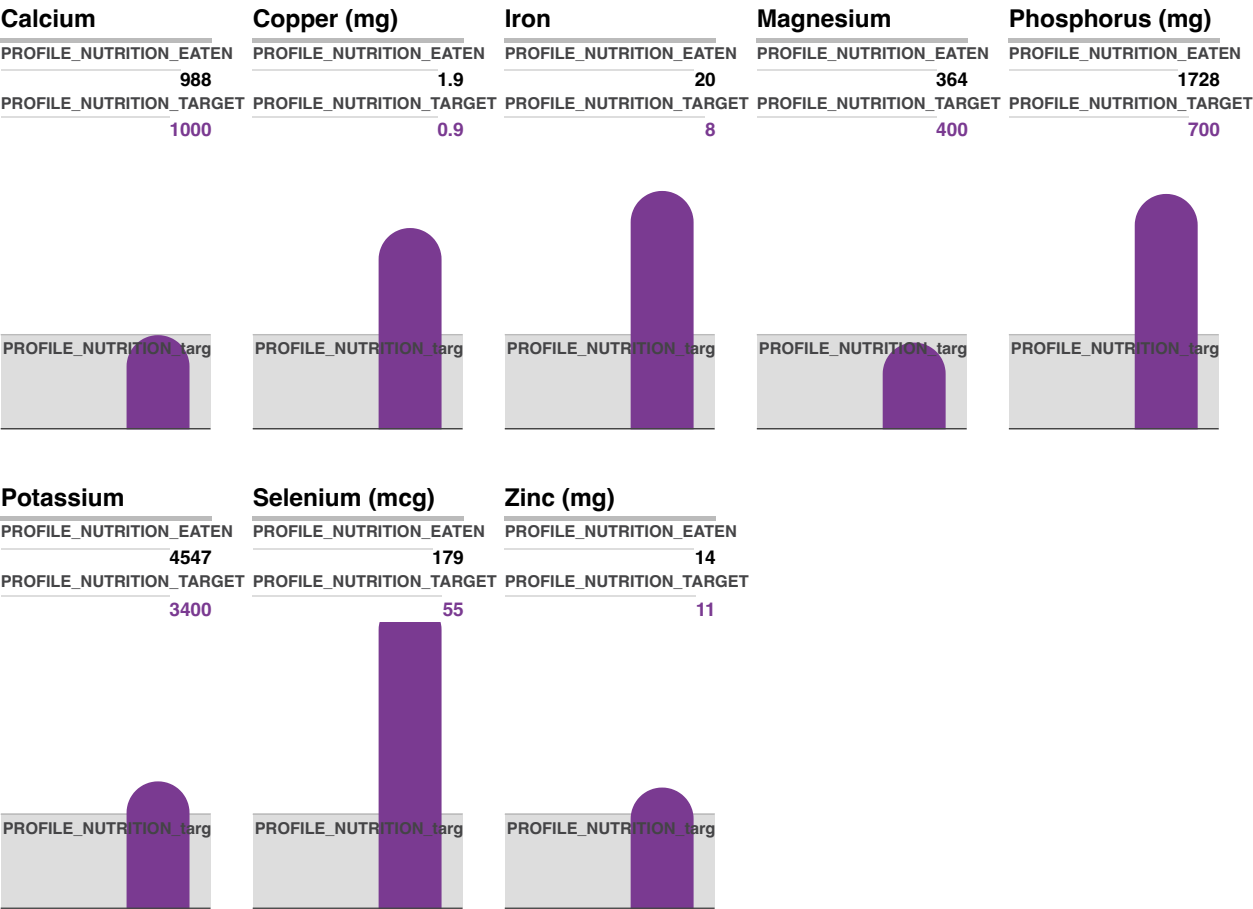 Calcium
PROFILE_NUTRITION_EATEN
988
PROFILE_NUTRITION_TARGET
1000
PROFILE_NUTRITION_targ
Copper (mg)
PROFILE_NUTRITION_EATEN
1.9
PROFILE_NUTRITION_TARGET
0.9
PROFILE_NUTRITION_targ
Iron
PROFILE_NUTRITION_EATEN
20
PROFILE_NUTRITION_TARGET
8
PROFILE_NUTRITION_targ
Magnesium
PROFILE_NUTRITION_EATEN
364
PROFILE_NUTRITION_TARGET
400
PROFILE_NUTRITION_targ
Phosphorus (mg)
PROFILE_NUTRITION_EATEN
1728
PROFILE_NUTRITION_TARGET
700
PROFILE_NUTRITION_targ
Potassium
PROFILE_NUTRITION_EATEN
4547
PROFILE_NUTRITION_TARGET
3400
PROFILE_NUTRITION_targ
Selenium (mcg)
PROFILE_NUTRITION_EATEN
179
PROFILE_NUTRITION_TARGET
55
PROFILE_NUTRITION_targ
Zinc (mg)
PROFILE_NUTRITION_EATEN
14
PROFILE_NUTRITION_TARGET
11
PROFILE_NUTRITION_targ